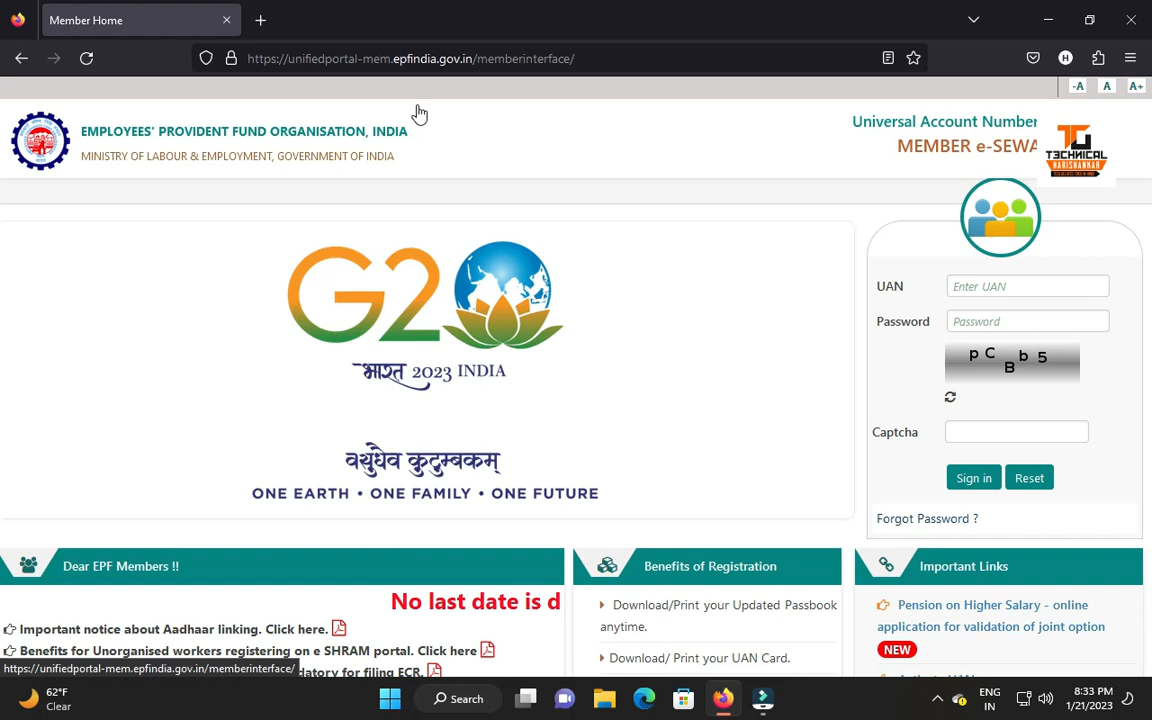 Member Home
https://unifiedportal-mem.epfindia.gov.in/memberinterface/
H
-A A A+
EMPLOYEES' PROVIDENT FUND ORGANISATION, INDIA
MINISTRY OF LABOUR & EMPLOYMENT, GOVERNMENT OF INDIA
Universal Account Number
MEMBER e-SEWA
TECHNICAL
HARISHANKAR
G20
भारत 2023 INDIA
वसुधैव कुटुम्बकम्
ONE EARTH • ONE FAMILY • ONE FUTURE
UAN Enter UAN
Password Password
p C B b 5
Captcha
Sign in Reset
Forgot Password ?
Dear EPF Members !!
No last date is d
Important notice about Aadhaar linking. Click here.
Benefits for Unorganised workers registering on e SHRAM portal. Click here
datory for filing ECR.
Benefits of Registration
Download/Print your Updated Passbook
anytime.
Download/ Print your UAN Card.
Important Links
Pension on Higher Salary - online
application for validation of joint option
NEW
https://unifiedportal-mem.epfindia.gov.in/memberinterface/
62°F
Clear
Search
ENG
IN
8:33 PM
1/21/2023